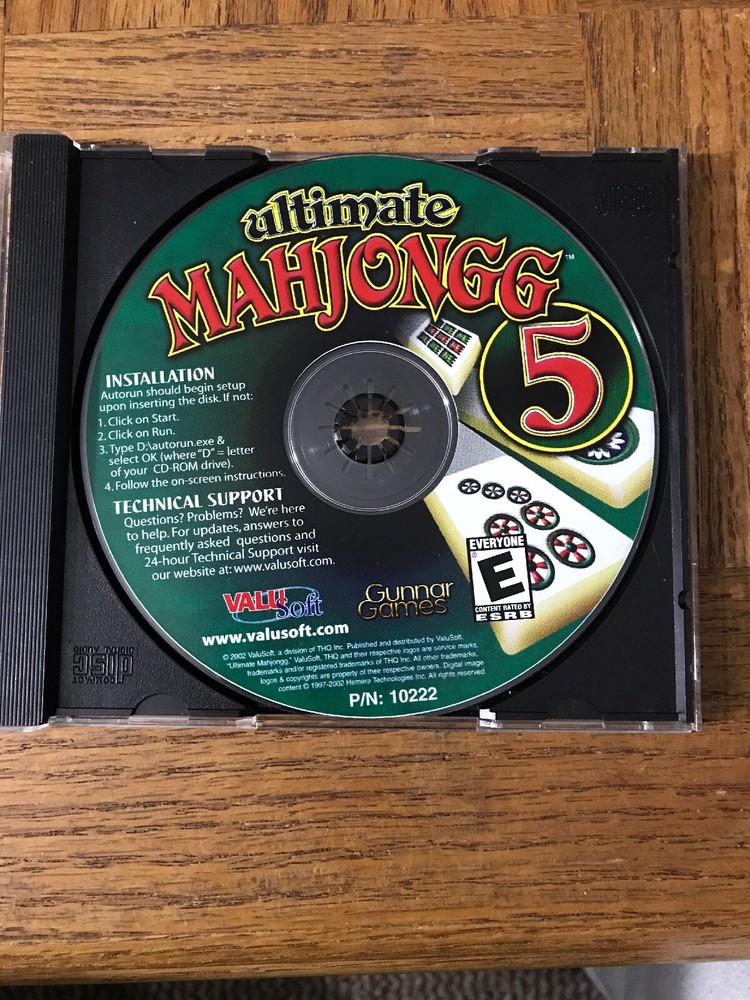 ultimate
MAHJONGG™
5
INSTALLATION
Autorun should begin setup
upon inserting the disk. If not:
1. Click on Start.
2. Click on Run.
3. Type D:\autorun.exe &
select OK (where "D" = letter
of your CD-ROM drive).
4. Follow the on-screen instructions.
TECHNICAL SUPPORT
Questions? Problems? We're here
to help. For updates, answers to
frequently asked questions and
24-hour Technical Support visit
our website at: www.valusoft.com.
VALUSoft
Gunnar
Games
EVERYONE
E
CONTENT RATED BY
ESRB
www.valusoft.com
© 2002 ValuSoft, a division of THQ Inc. Published and distributed by ValuSoft.
"Ultimate Mahjongg," ValuSoft, THQ and their respective logos are service marks,
trademarks and/or registered trademarks of THQ Inc. All other trademarks,
logos & copyrights are property of their respective owners. Digital image
content © 1997-2002 Hemera Technologies Inc. All rights reserved.
P/N: 10222
COMPACT
disc
DIGITAL AUDIO